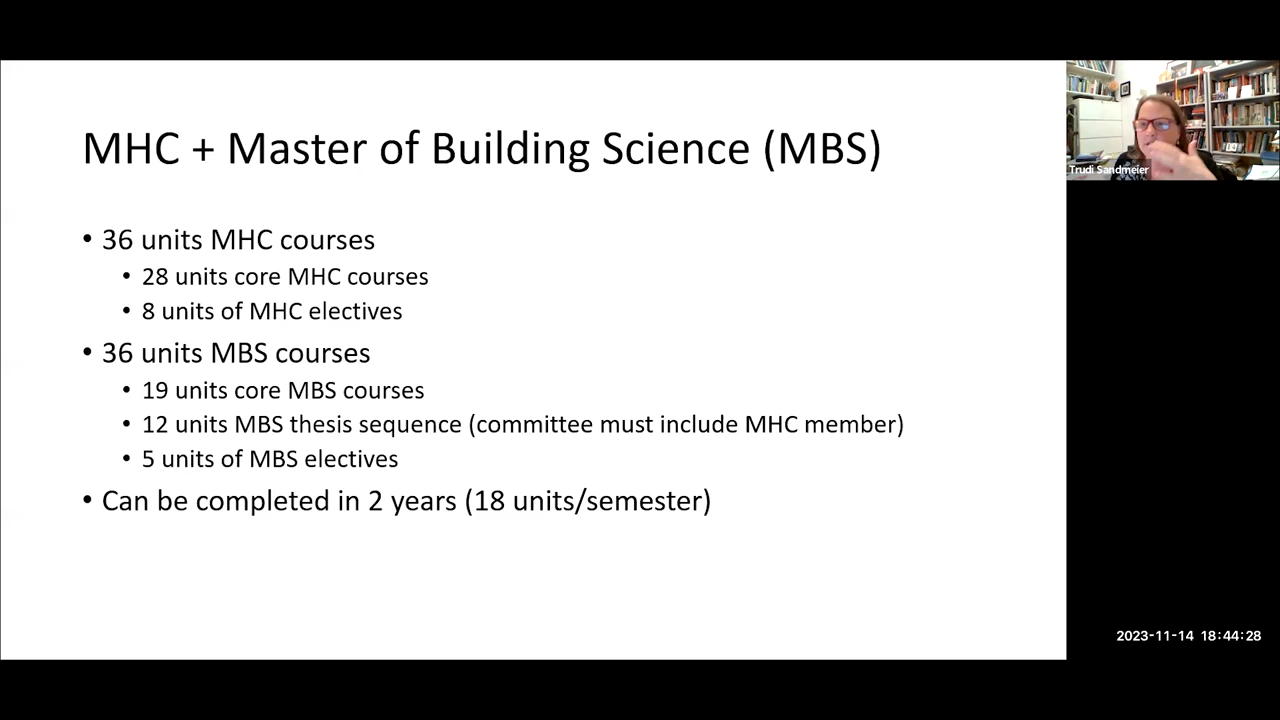 MHC + Master of Building Science (MBS)
• 36 units MHC courses
• 28 units core MHC courses
• 8 units of MHC electives
• 36 units MBS courses
• 19 units core MBS courses
• 12 units MBS thesis sequence (committee must include MHC member)
• 5 units of MBS electives
• Can be completed in 2 years (18 units/semester)
Trudi Sandmeier
2023-11-14 18:44:28